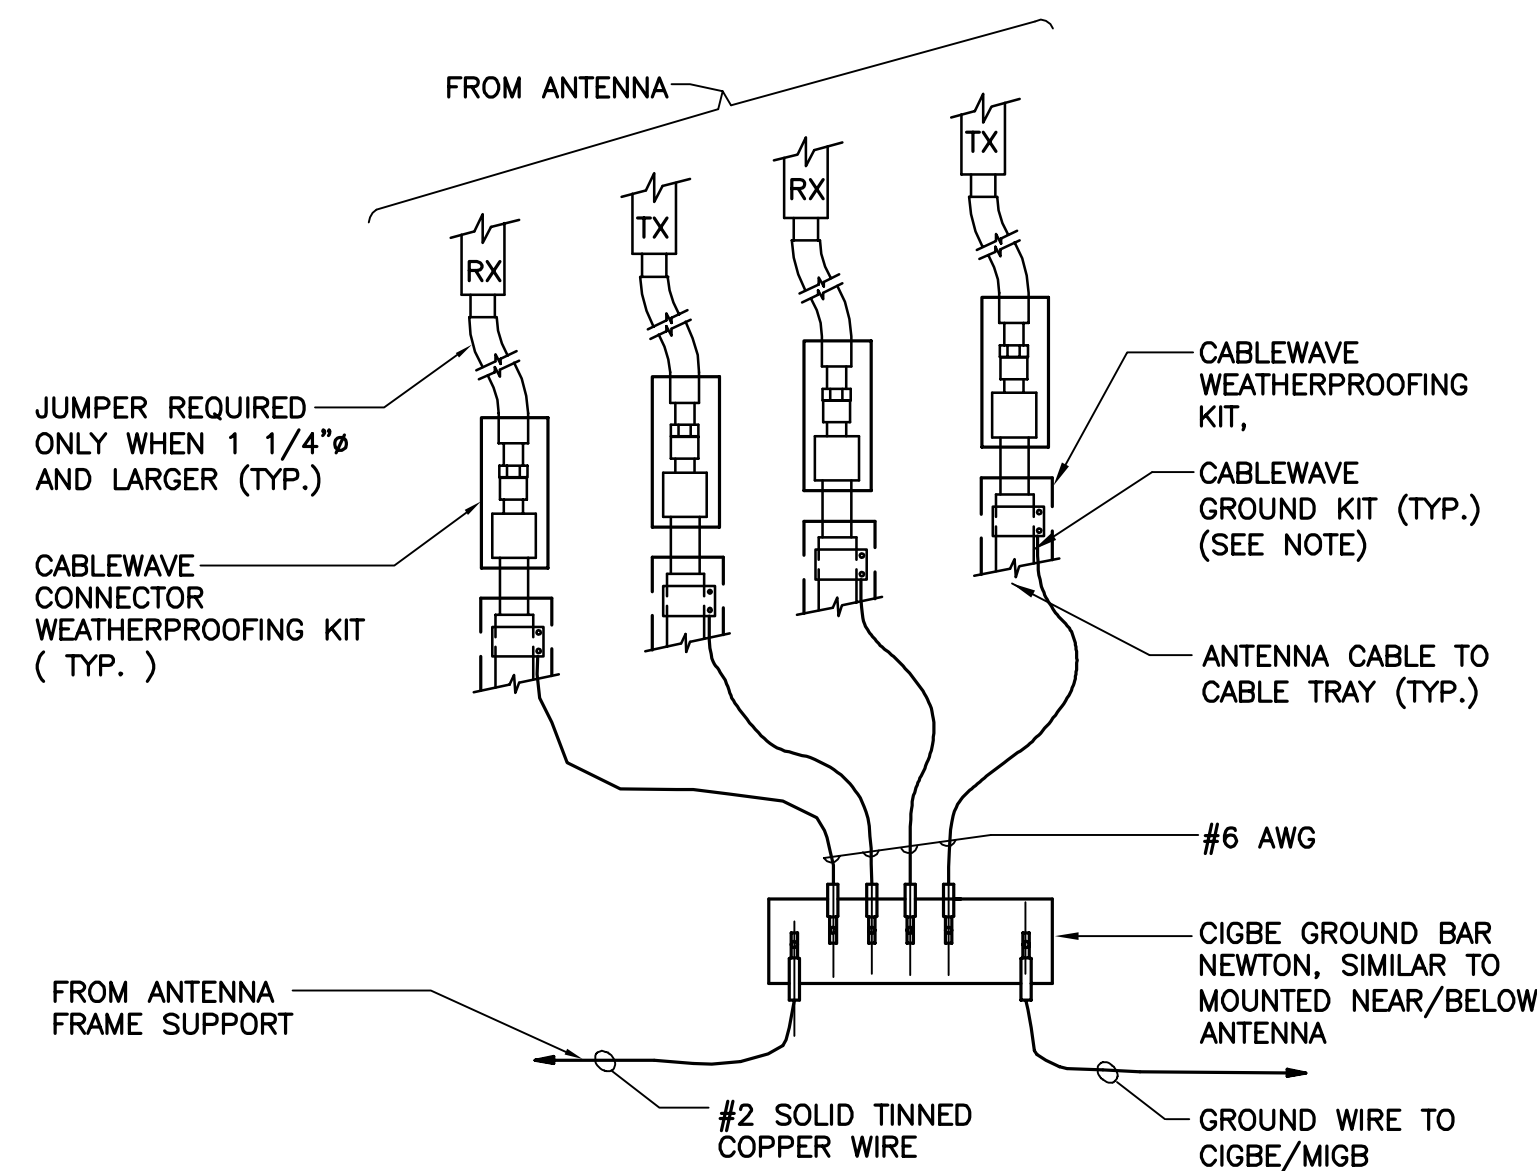 FROM ANTENNA
TX
RX
TX
RX
JUMPER REQUIRED
ONLY WHEN 1 1/4"ø
AND LARGER (TYP.)
CABLEWAVE
CONNECTOR
WEATHERPROOFING KIT
( TYP. )
CABLEWAVE
WEATHERPROOFING
KIT,
CABLEWAVE
GROUND KIT (TYP.)
(SEE NOTE)
ANTENNA CABLE TO
CABLE TRAY (TYP.)
#6 AWG
CIGBE GROUND BAR
NEWTON, SIMILAR TO
MOUNTED NEAR/BELOW
ANTENNA
FROM ANTENNA
FRAME SUPPORT
#2 SOLID TINNED
COPPER WIRE
GROUND WIRE TO
CIGBE/MIGB